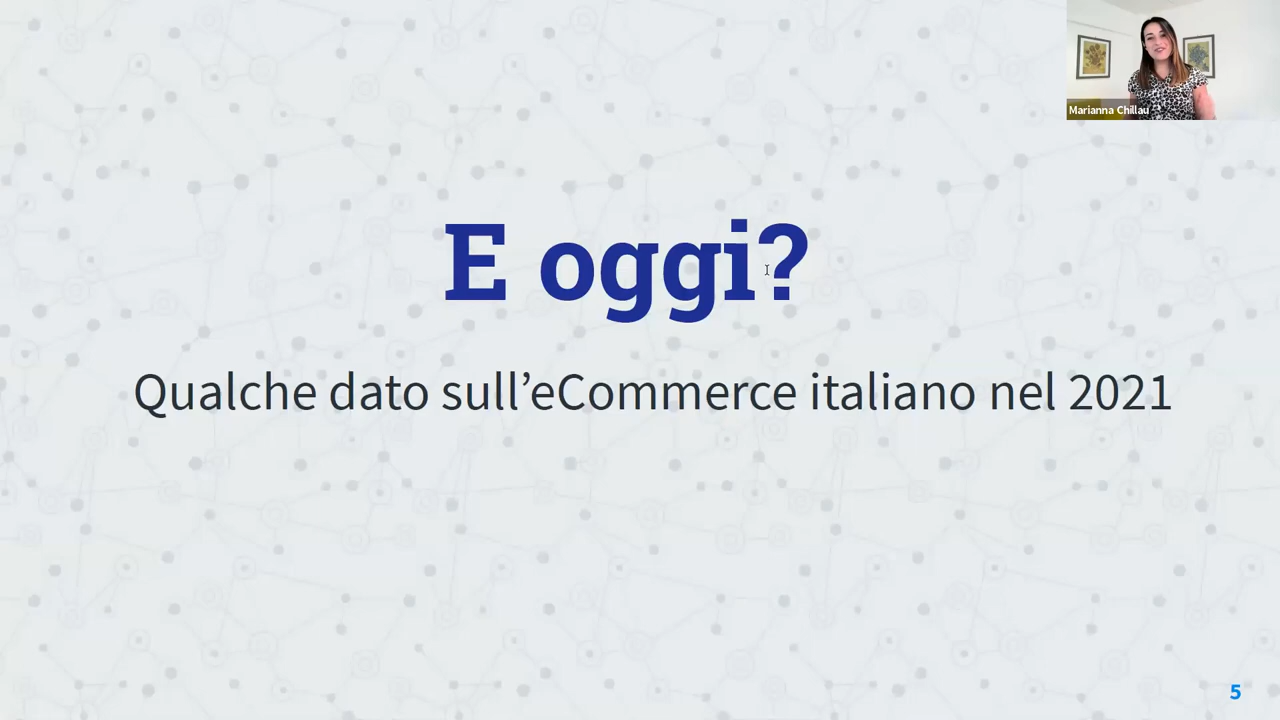 Marianna Chillau
E oggi?
Qualche dato sull’eCommerce italiano nel 2021
5